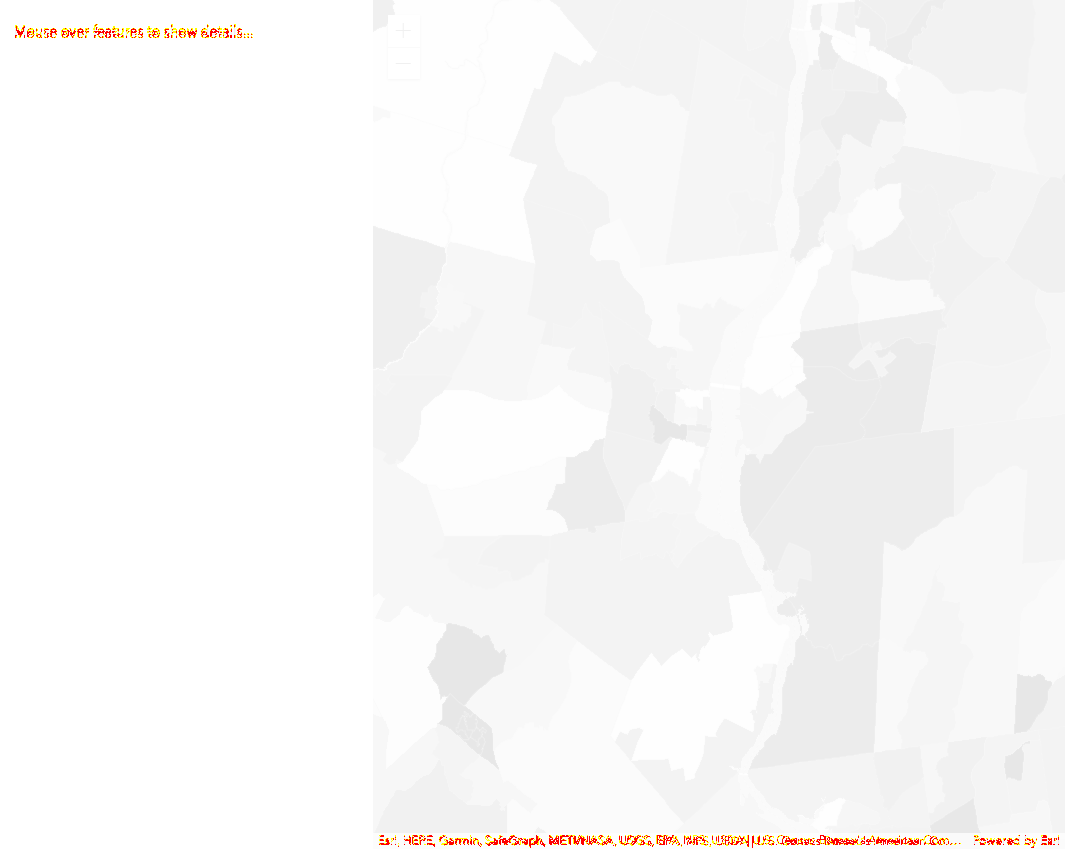 Mouse over features to show details...
Esri, HERE, Garmin, SafeGraph, METI/NASA, USGS, EPA, NPS, USDA | U.S. Census Bureau's American Com... Powered by Esri